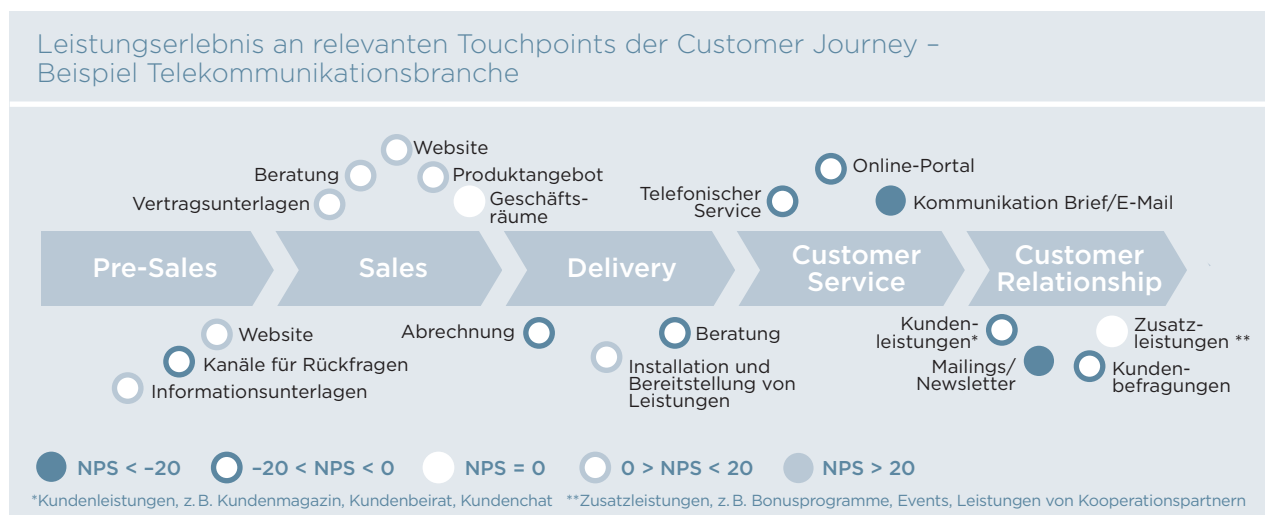 Leistungserlebnis an relevanten Touchpoints der Customer Journey –
Beispiel Telekommunikationsbranche
Website
Beratung
Produktangebot
Vertragsunterlagen
Geschäfts-
räume
Telefonischer
Service
Online-Portal
Kommunikation Brief/E-Mail
Pre-Sales
Sales
Delivery
Customer
Service
Customer
Relationship
Website
Kanäle für Rückfragen
Informationsunterlagen
Abrechnung
Beratung
Installation und
Bereitstellung von
Leistungen
Kunden-
leistungen*
Mailings/
Newsletter
Zusatz-
leistungen **
Kunden-
befragungen
NPS < –20
–20 < NPS < 0
NPS = 0
0 > NPS < 20
NPS > 20
*Kundenleistungen, z. B. Kundenmagazin, Kundenbeirat, Kundenchat
**Zusatzleistungen, z. B. Bonusprogramme, Events, Leistungen von Kooperationspartnern